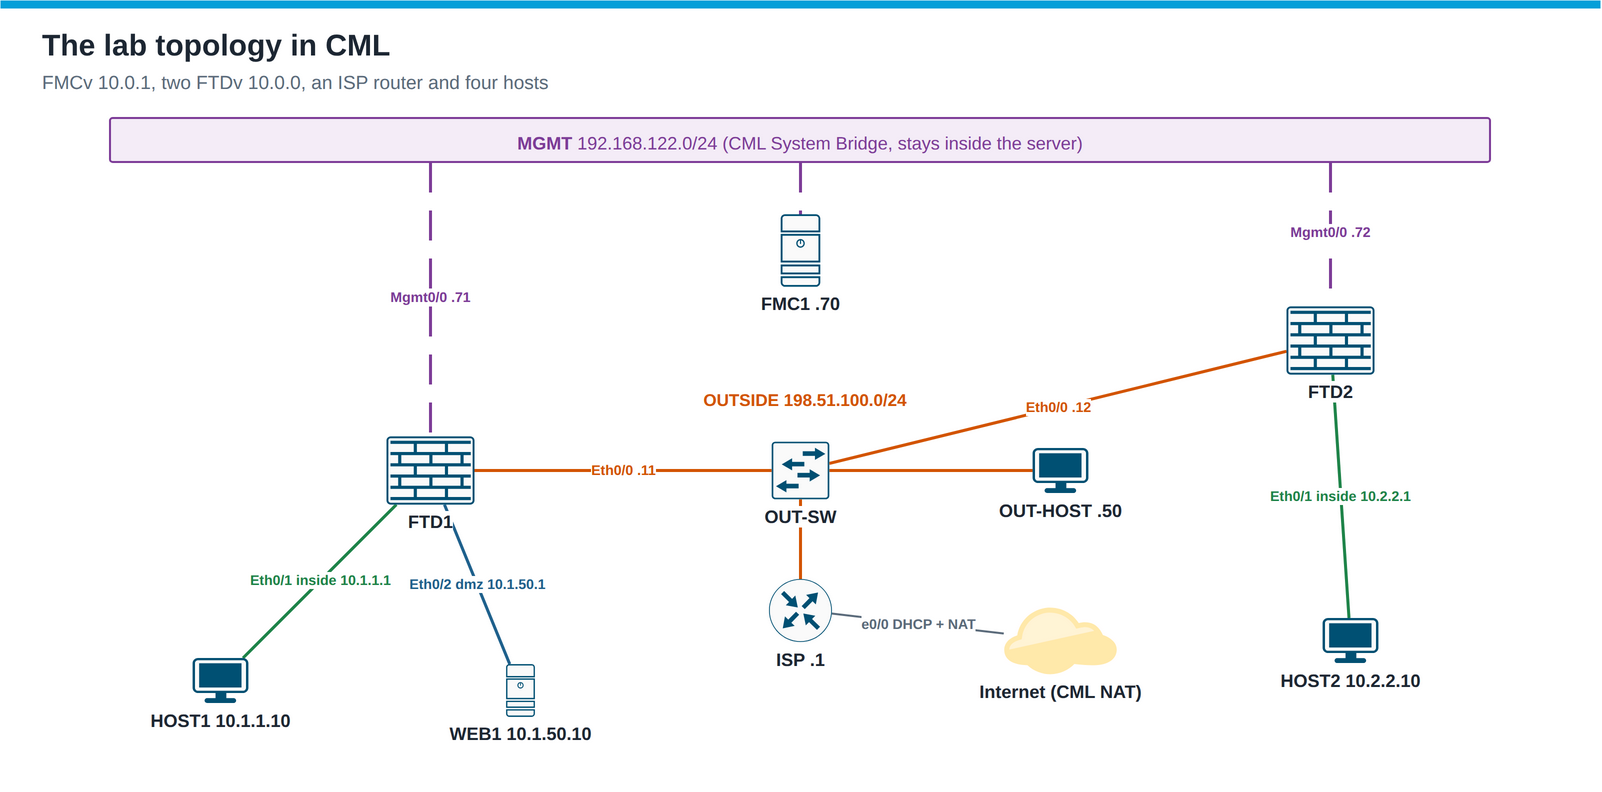 The lab topology in CML
FMCv 10.0.1, two FTDv 10.0.0, an ISP router and four hosts
MGMT 192.168.122.0/24 (CML System Bridge, stays inside the server)
Mgmt0/0 .72
Mgmt0/0 .71
FMC1 .70
FTD2
OUTSIDE 198.51.100.0/24
Eth0/0 .12
Eth0/0 .11
Eth0/1 inside 10.2.2.1
OUT-HOST .50
OUT-SW
FTD1
Eth0/1 inside 10.1.1.1
Eth0/2 dmz 10.1.50.1
e0/0 DHCP + NAT
ISP .1
HOST2 10.2.2.10
Internet (CML NAT)
HOST1 10.1.1.10
WEB1 10.1.50.10